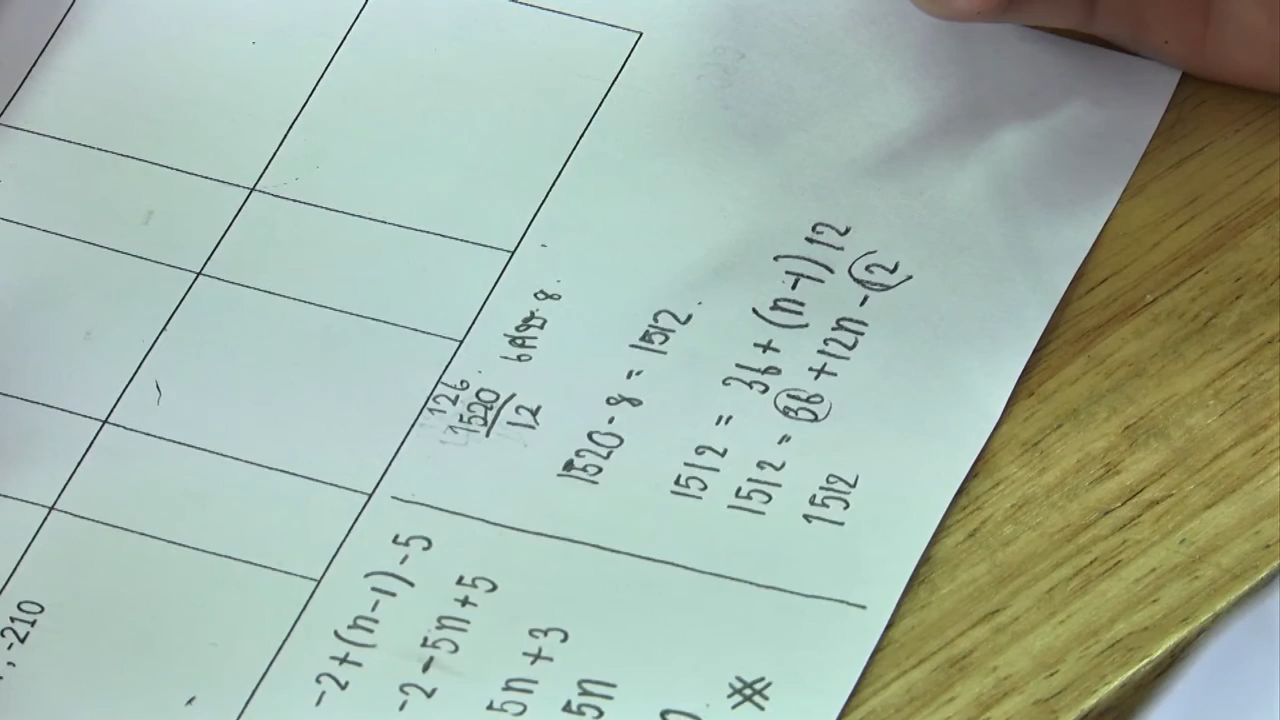 , -210
-2+(n-1)-5
-2-5n+5
5n+3
5n
126
1520
12
1520-8 = 1512.
1512 = 36+(n-1)12
1512 = 36+12n-12
1512